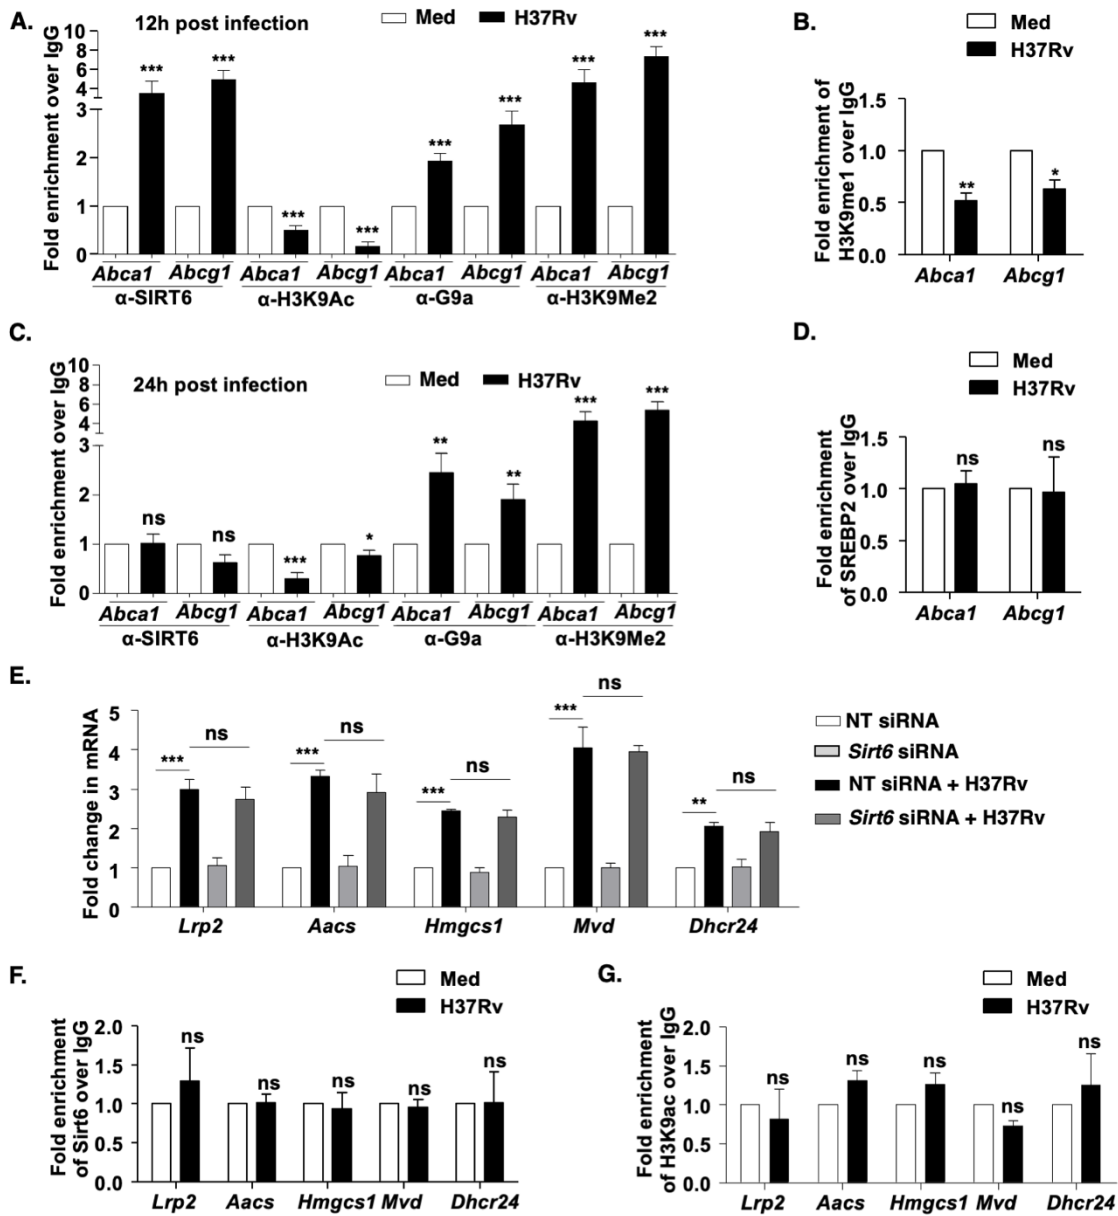 A.
12h post infection
Med
H37Rv
Fold enrichment over IgG
10
8
6
4
3
2
1
0
*** *** *** *** *** *** *** ***
Abca1 Abcg1 Abca1 Abcg1 Abca1 Abcg1 Abca1 Abcg1
α-SIRT6 α-H3K9Ac α-G9a α-H3K9Me2
B.
Med
H37Rv
Fold enrichment of
H3K9me1 over IgG
1.5
1.0
0.5
0.0
** *
Abca1 Abcg1
C.
24h post infection
Med
H37Rv
Fold enrichment over IgG
10
8
6
4
3
2
1
0
ns ns *** * ** ** *** ***
Abca1 Abcg1 Abca1 Abcg1 Abca1 Abcg1 Abca1 Abcg1
α-SIRT6 α-H3K9Ac α-G9a α-H3K9Me2
D.
Med
H37Rv
Fold enrichment
of SREBP2 over IgG
1.5
1.0
0.5
0.0
ns ns
Abca1 Abcg1
E.
Fold change in mRNA
5
4
3
2
1
0
*** ns *** ns *** ns *** ns ** ns
Lrp2 Aacs Hmgcs1 Mvd Dhcr24
NT siRNA
Sirt6 siRNA
NT siRNA + H37Rv
Sirt6 siRNA + H37Rv
F.
Med
H37Rv
Fold enrichment
of Sirt6 over IgG
2.0
1.5
1.0
0.5
0.0
ns ns ns ns ns
Lrp2 Aacs Hmgcs1 Mvd Dhcr24
G.
Med
H37Rv
Fold enrichment
of H3K9ac over IgG
2.0
1.5
1.0
0.5
0.0
ns ns ns ns ns
Lrp2 Aacs Hmgcs1 Mvd Dhcr24